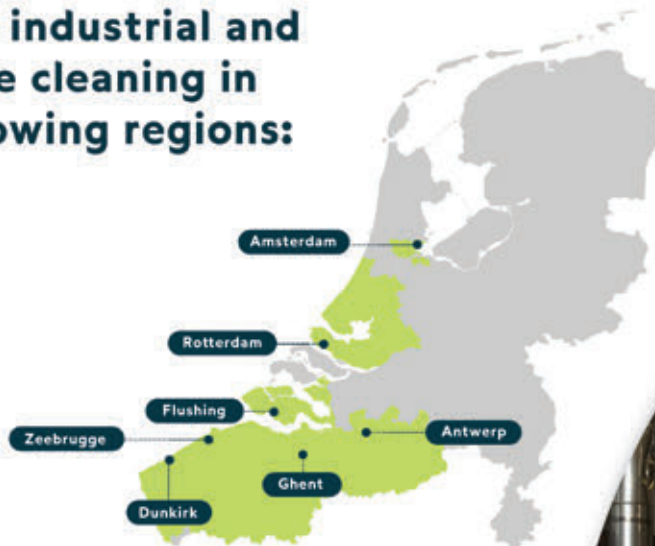 industrial and
e cleaning in
owing regions:
Amsterdam
Rotterdam
Flushing
Zeebrugge
Antwerp
Ghent
Dunkirk